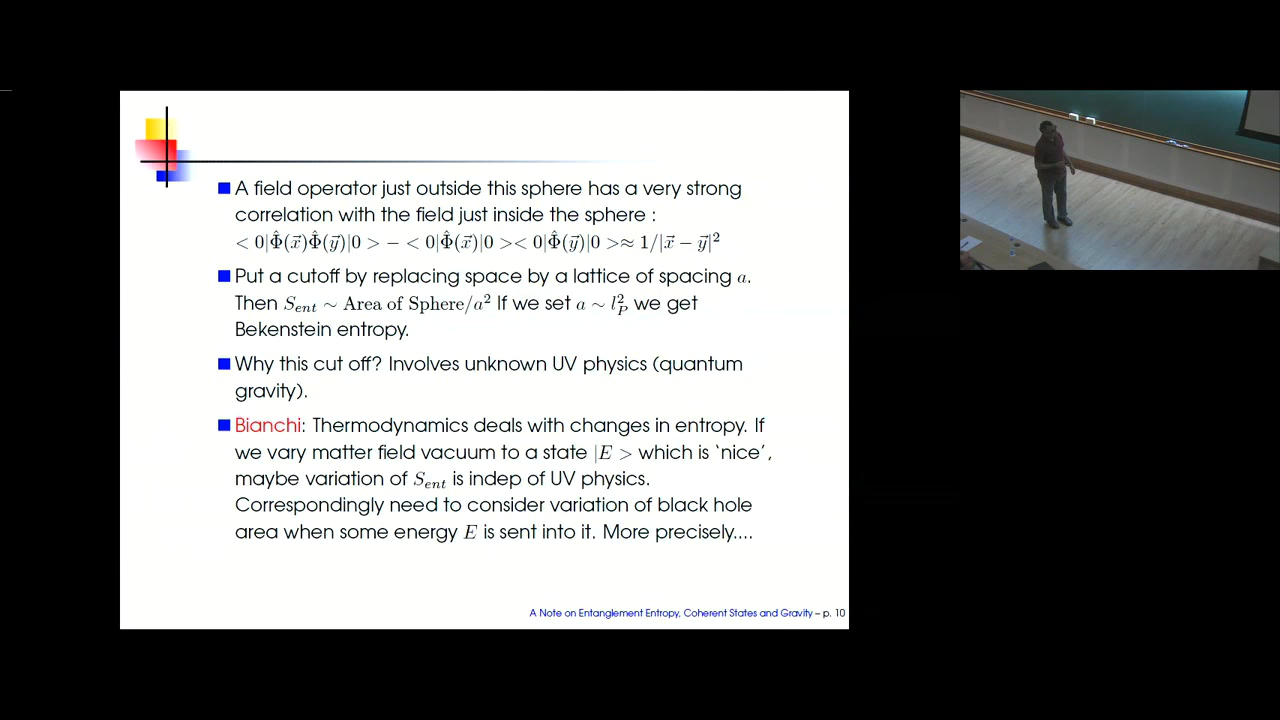 ■ A field operator just outside this sphere has a very strong
correlation with the field just inside the sphere :
< 0|Φ̂(x⃗)Φ̂(y⃗)|0 > − < 0|Φ̂(x⃗)|0 >< 0|Φ̂(y⃗)|0 >≈ 1/|x⃗ − y⃗|²
■ Put a cutoff by replacing space by a lattice of spacing a.
Then S_ent ∼ Area of Sphere/a² If we set a ∼ l_P² we get
Bekenstein entropy.
■ Why this cut off? Involves unknown UV physics (quantum
gravity).
■ Bianchi: Thermodynamics deals with changes in entropy. If
we vary matter field vacuum to a state |E > which is ‘nice’,
maybe variation of S_ent is indep of UV physics.
Correspondingly need to consider variation of black hole
area when some energy E is sent into it. More precisely....
A Note on Entanglement Entropy, Coherent States and Gravity – p. 10